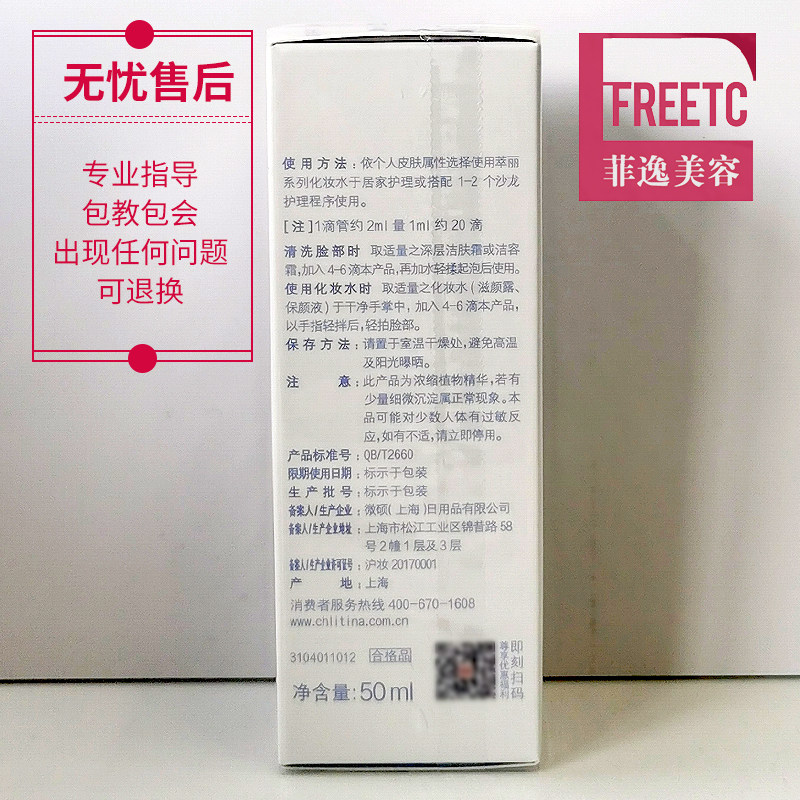 无忧售后
专业指导
包教包会
出现任何问题
可退换
FREETC
菲逸美容
使用方法：依个人皮肤属性选择使用萃丽
系列化妆水于居家护理或搭配 1-2 个沙龙
护理程序使用。
[注]1滴管约 2ml 量 1ml 约 20 滴
清洗脸部时 取适量之深层洁肤霜或洁容
霜,加入 4-6滴本产品,再加水轻揉起泡后使用。
使用化妆水时 取适量之化妆水(滋颜露、
保颜液)于干净手掌中，加入4-6滴本产品，
以手指轻拌后，轻拍脸部。
保存方法：请置于室温干燥处,避免高温
及阳光曝晒。
注 意：此产品为浓缩植物精华，若有
少量细微沉淀属正常现象。本
品可能对少数人体有过敏反
应，如有不适,请立即停用。
产品标准号：QB/T2660
限期使用日期：标示于包装
生产批号：标示于包装
备案人/生产企业：微硕(上海)日用品有限公司
备案人/生产企业地址：上海市松江工业区锦昔路58
号2幢1层及3层
备案人/生产企业许可证号：沪妆 20170001
产 地：上海
消费者服务热线 400-670-1608
www.chlitina.com.cn
3104011012 合格品
净含量:50ml
即刻扫码
尊享优惠福利